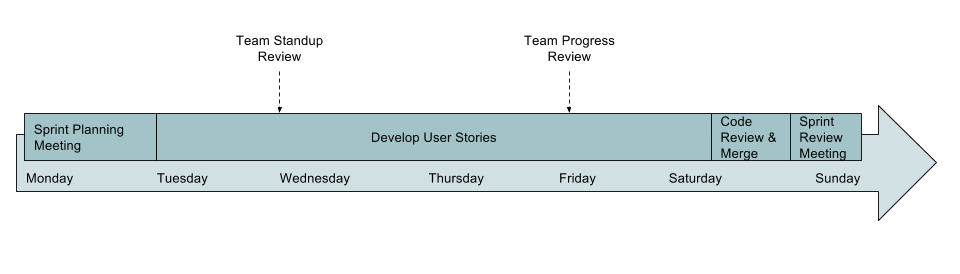 Team Standup
Review
Team Progress
Review
Sprint Planning
Meeting
Develop User Stories
Code
Review &
Merge
Sprint
Review
Meeting
Monday
Tuesday
Wednesday
Thursday
Friday
Saturday
Sunday